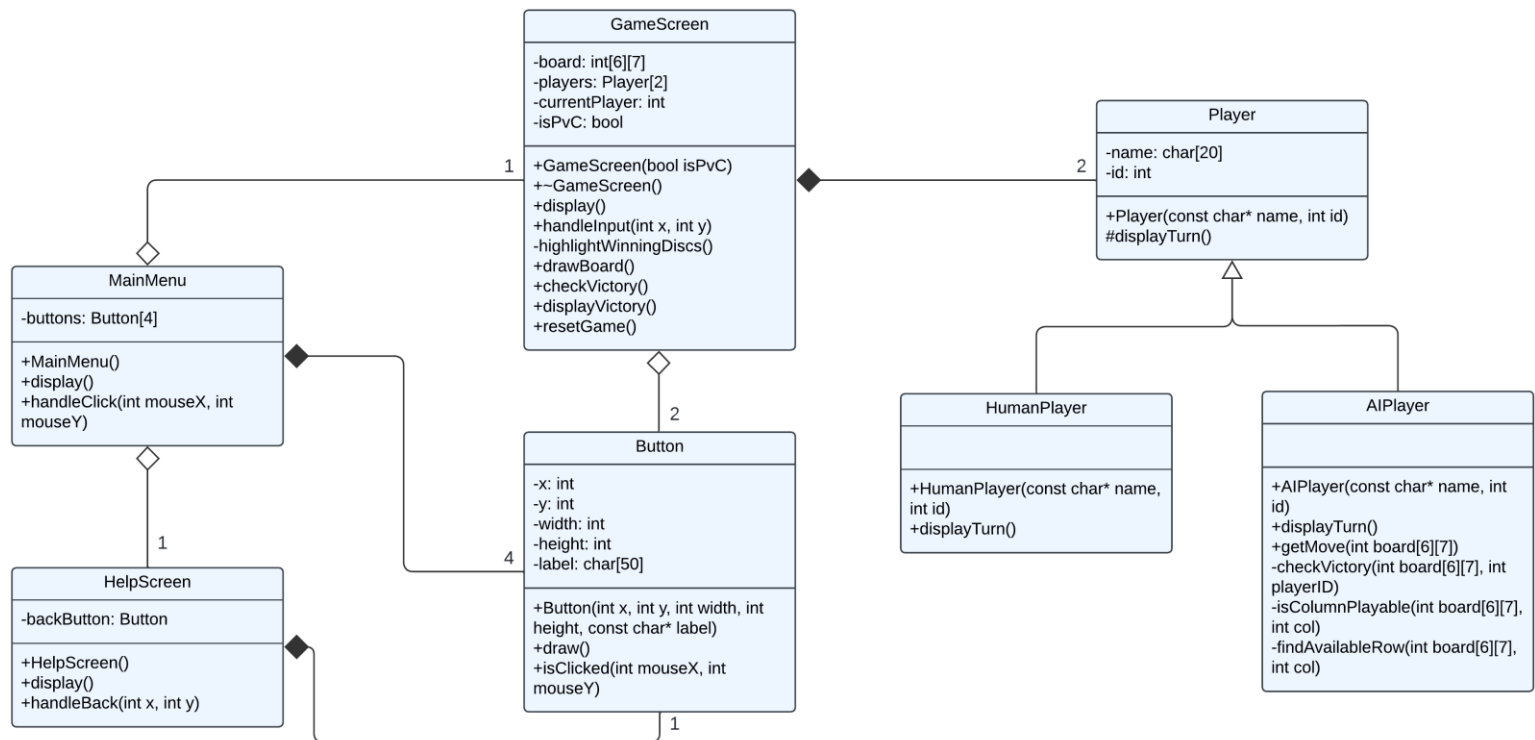 GameScreen
-board: int[6][7]
-players: Player[2]
-currentPlayer: int
-isPvC: bool
+GameScreen(bool isPvC)
+~GameScreen()
+display()
+handleInput(int x, int y)
-highlightWinningDiscs()
+drawBoard()
+checkVictory()
+displayVictory()
+resetGame()
1
2
Player
-name: char[20]
-id: int
+Player(const char* name, int id)
#displayTurn()
MainMenu
-buttons: Button[4]
+MainMenu()
+display()
+handleClick(int mouseX, int
mouseY)
2
4
1
HelpScreen
-backButton: Button
+HelpScreen()
+display()
+handleBack(int x, int y)
Button
-x: int
-y: int
-width: int
-height: int
-label: char[50]
+Button(int x, int y, int width, int
height, const char* label)
+draw()
+isClicked(int mouseX, int
mouseY)
1
HumanPlayer
+HumanPlayer(const char* name,
int id)
+displayTurn()
AIPlayer
+AIPlayer(const char* name, int
id)
+displayTurn()
+getMove(int board[6][7])
-checkVictory(int board[6][7], int
playerID)
-isColumnPlayable(int board[6][7],
int col)
-findAvailableRow(int board[6][7],
int col)